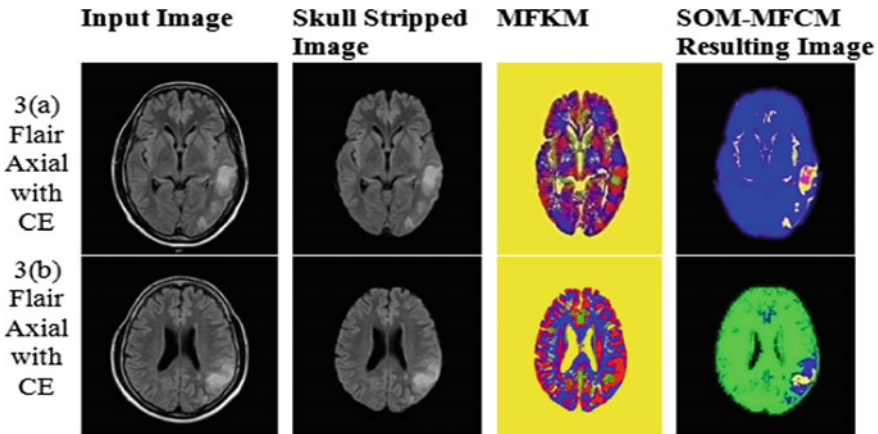 Input Image
Skull Stripped
Image
MFKM
SOM-MFCM
Resulting Image
3(a)
Flair
Axial
with
CE
3(b)
Flair
Axial
with
CE